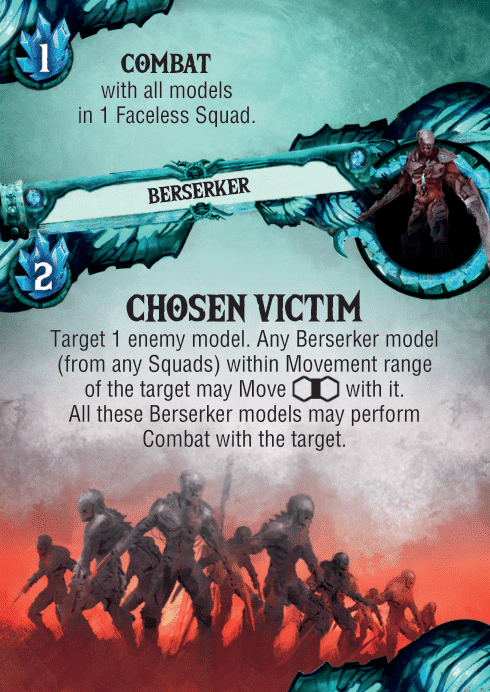 1
COMBAT
with all models
in 1 Faceless Squad.
BERSERKER
2
CHOSEN VICTIM
Target 1 enemy model. Any Berserker model
(from any Squads) within Movement range
of the target may Move with it.
All these Berserker models may perform
Combat with the target.